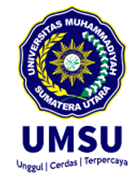 UNIVERSITAS MUHAMMADIYAH
SUMATERA UTARA
UMSU
Unggul | Cerdas | Terpercaya